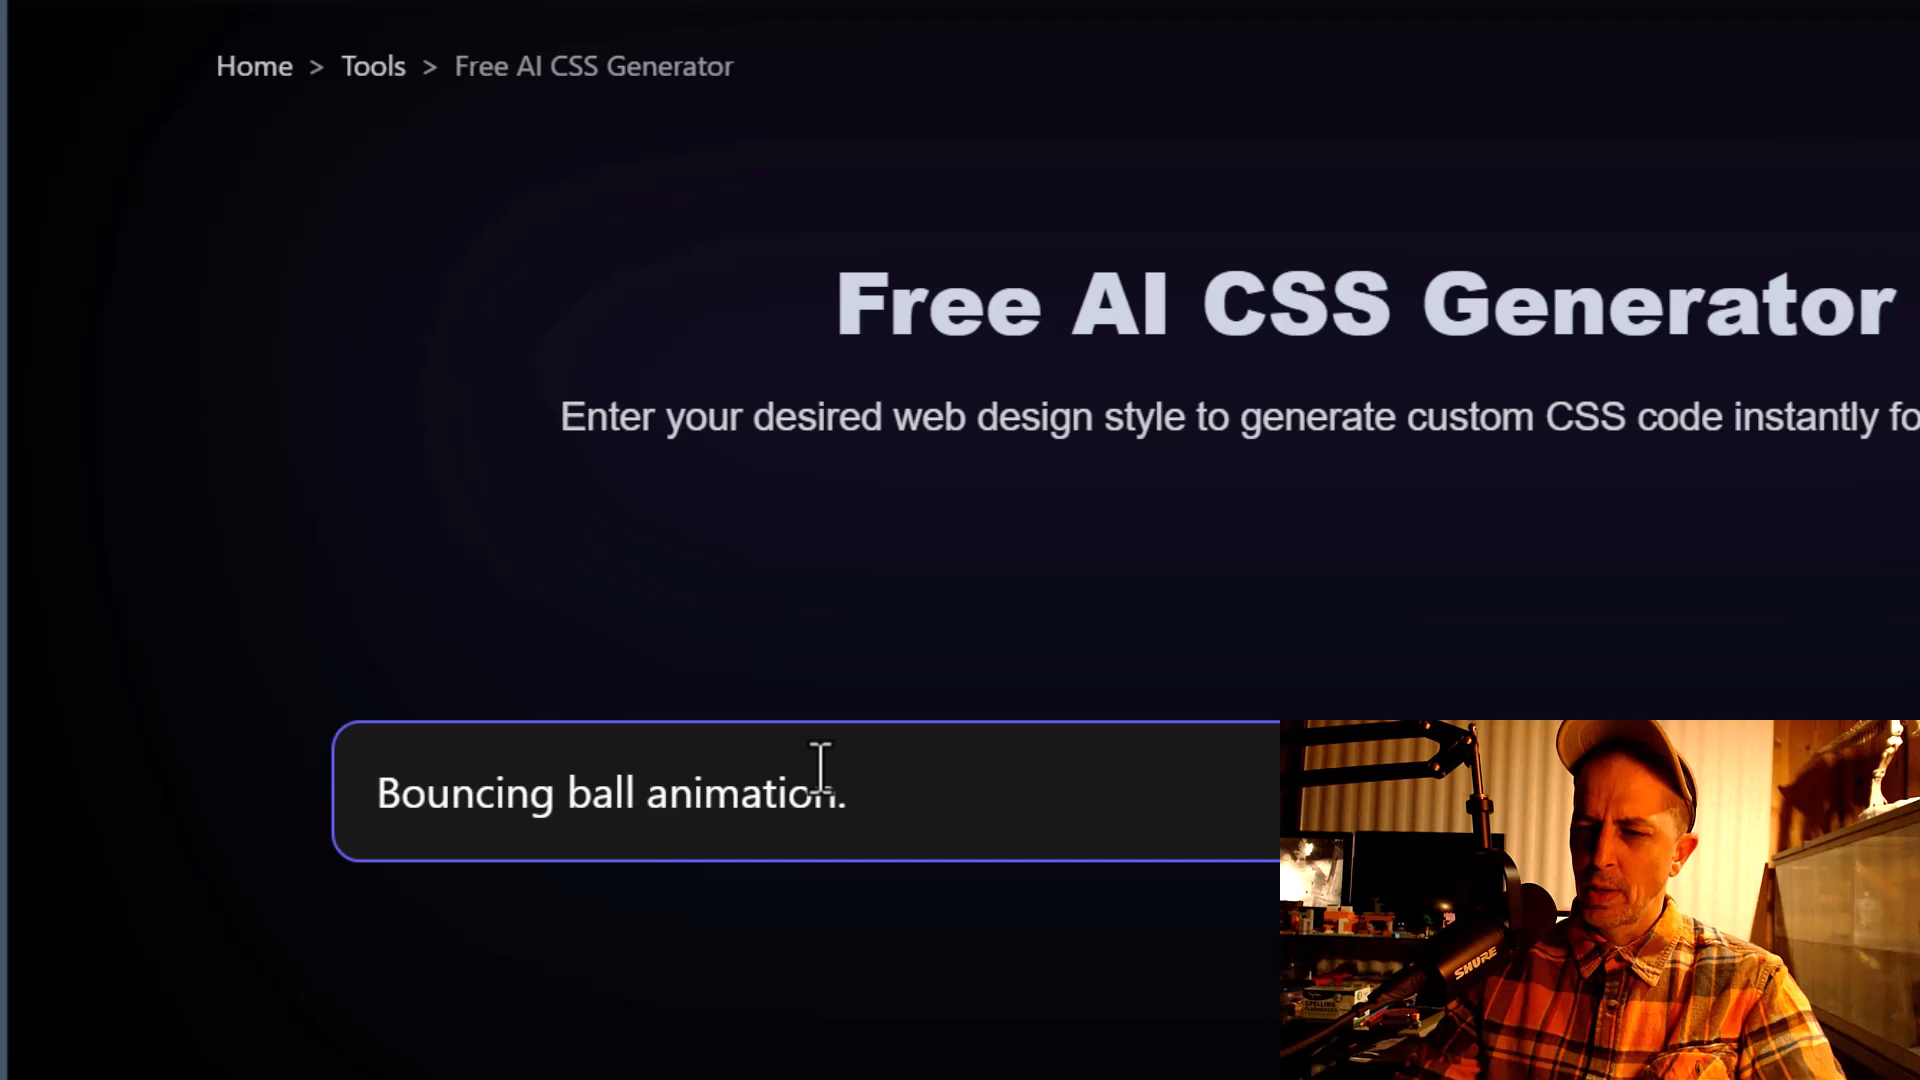 Home > Tools > Free AI CSS Generator
Free AI CSS Generator
Enter your desired web design style to generate custom CSS code instantly fo
Bouncing ball animation.
SHURE
SPELLING